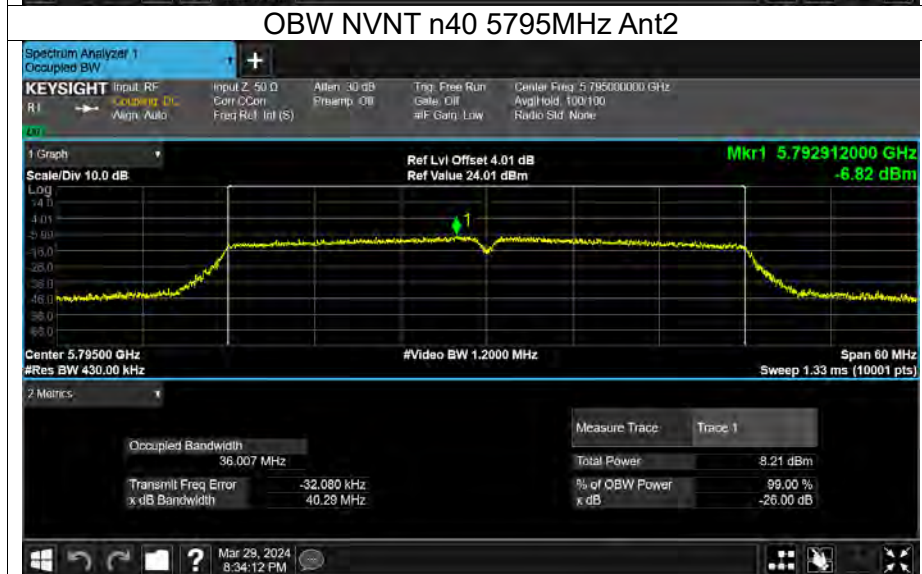 OBW NVNT n40 5795MHz Ant2
Spectrum Analyzer 1
Occupied BW
KEYSIGHT Input: RF Input Z: 50 Ω Atten: 30 dB Trig: Free Run Center Freq: 5.795000000 GHz
Coupling: DC Corr CCorr Preamp: Off Gate: Off Avg|Hold: 100/100
Align: Auto Freq Ref: Int (S) #IF Gain: Low Radio Std: None
1 Graph
Ref Lvl Offset 4.01 dB
Mkr1 5.792912000 GHz
Scale/Div 10.0 dB
Ref Value 24.01 dBm
-6.82 dBm
Log
14.0
4.01
1
Center 5.79500 GHz
#Video BW 1.2000 MHz
Span 60 MHz
#Res BW 430.00 kHz
Sweep 1.33 ms (10001 pts)
2 Metrics
Measure Trace Trace 1
Occupied Bandwidth
36.007 MHz
Total Power 8.21 dBm
Transmit Freq Error -32.080 kHz
% of OBW Power 99.00 %
x dB Bandwidth 40.29 MHz
x dB -26.00 dB
?
Mar 29, 2024
8:34:12 PM